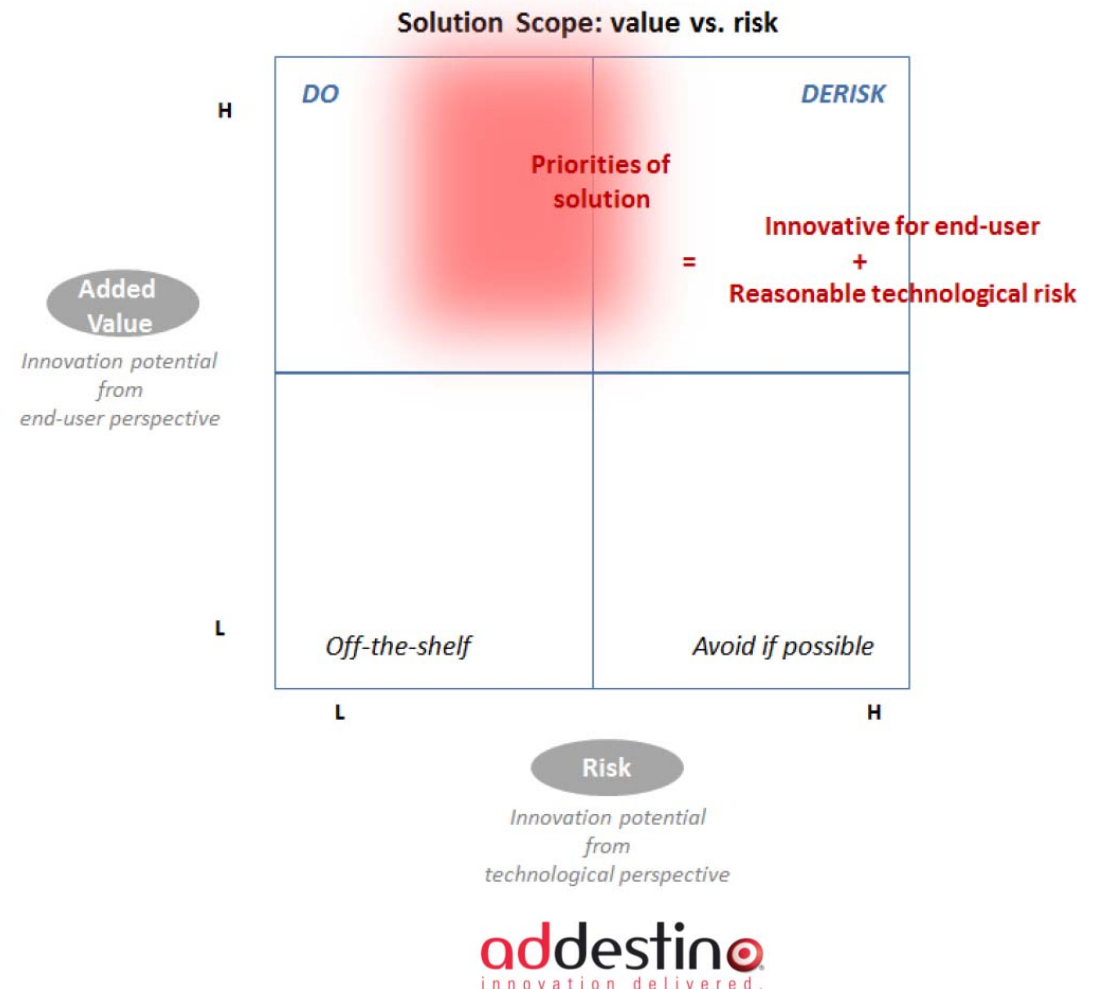 Solution Scope: value vs. risk
H
DO
DERISK
Priorities of
solution
Innovative for end-user
= +
Reasonable technological risk
Added
Value
Innovation potential
from
end-user perspective
L
Off-the-shelf
Avoid if possible
L
H
Risk
Innovation potential
from
technological perspective
addestino
innovation delivered.